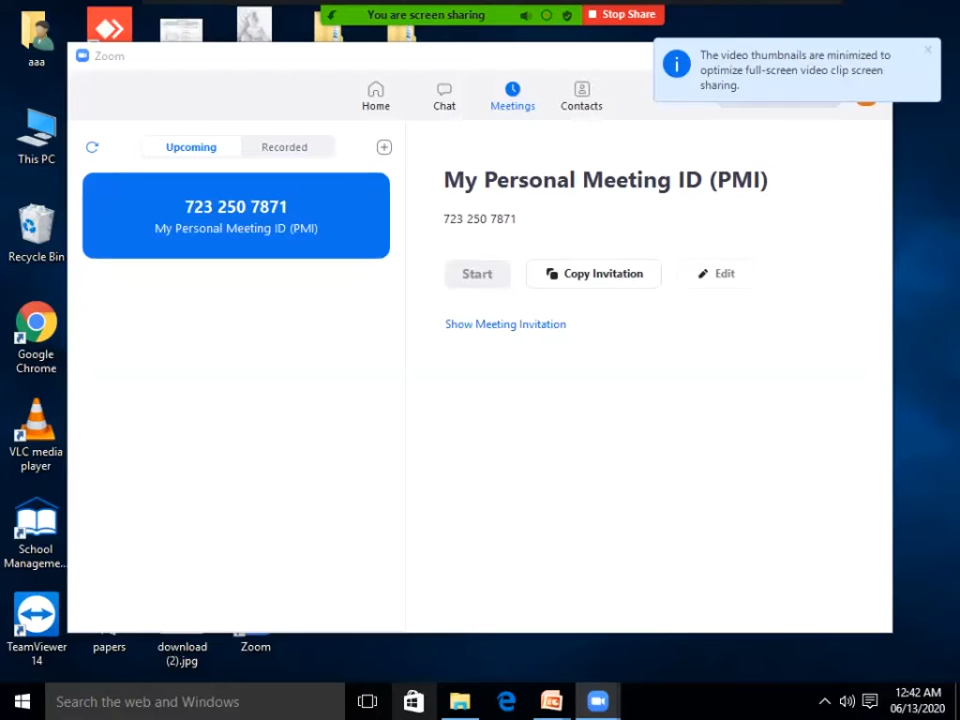 You are screen sharing
Stop Share
The video thumbnails are minimized to
optimize full-screen video clip screen
sharing.
Zoom
Home
Chat
Meetings
Contacts
Upcoming
Recorded
723 250 7871
My Personal Meeting ID (PMI)
My Personal Meeting ID (PMI)
723 250 7871
Start
Copy Invitation
Edit
Show Meeting Invitation
aaa
This PC
Recycle Bin
Google
Chrome
VLC media
player
School
Manageme...
TeamViewer
14
papers
download
(2).jpg
Zoom
Search the web and Windows
12:42 AM
06/13/2020